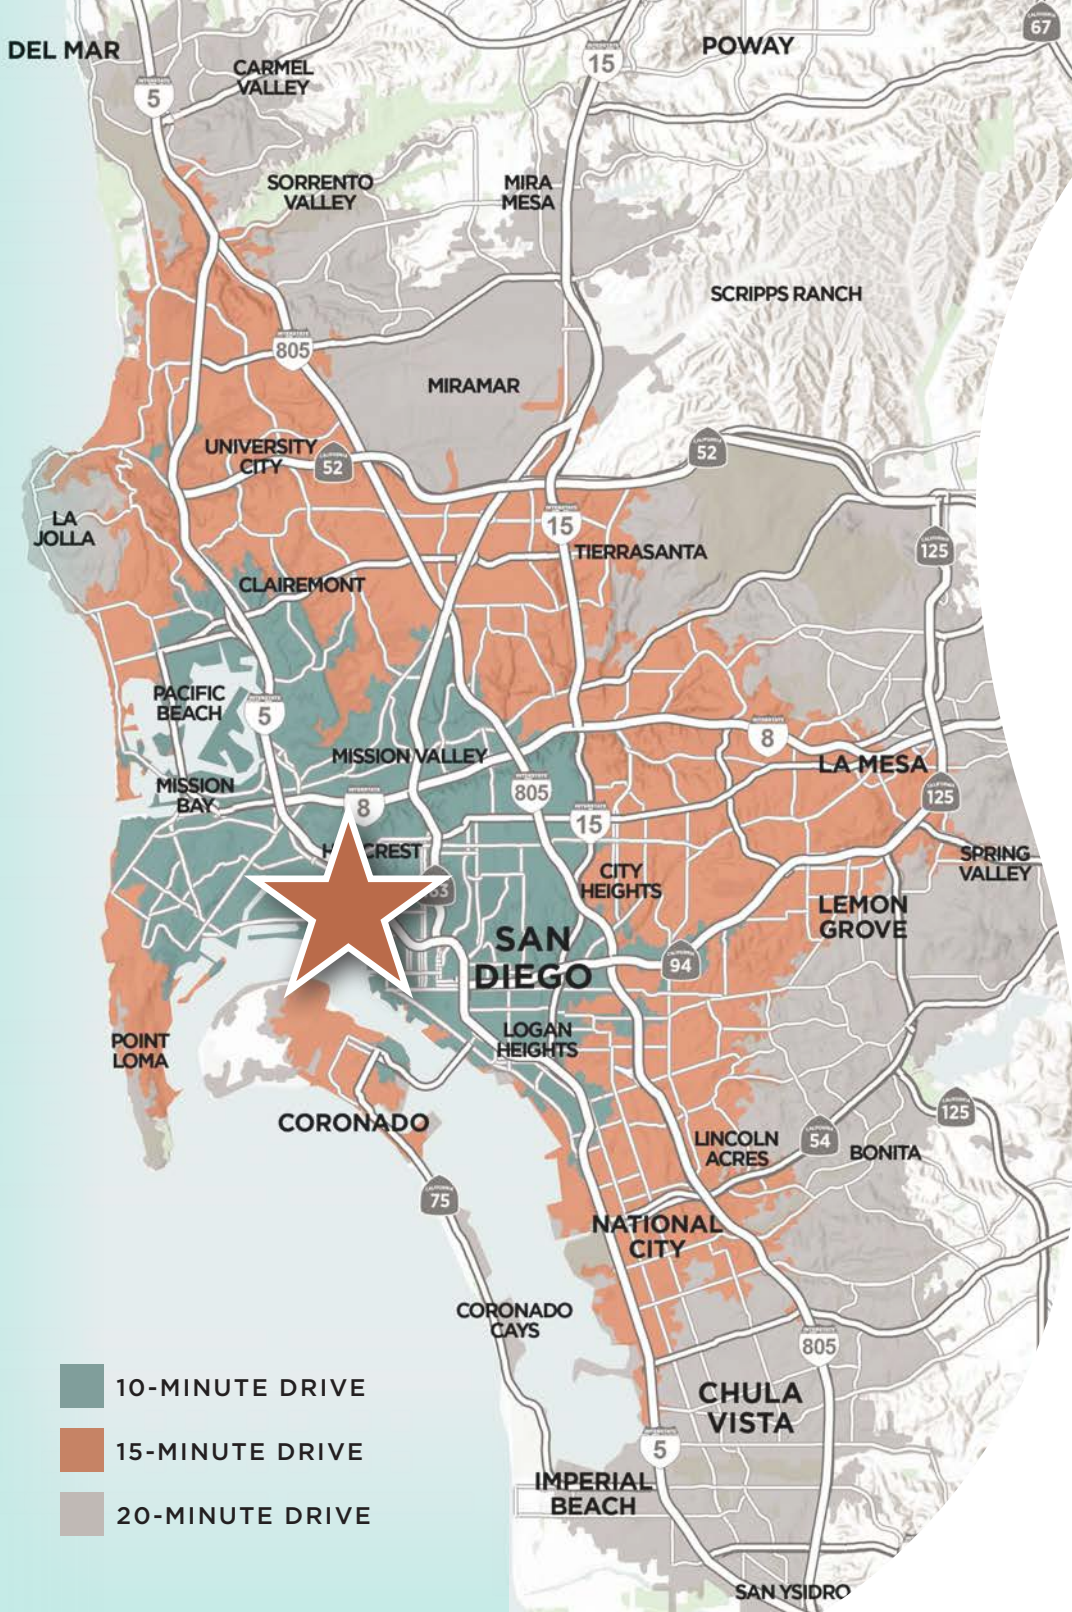 67
DEL MAR
POWAY
15
CARMEL
VALLEY
5
SORRENTO
VALLEY
MIRA
MESA
SCRIPPS RANCH
805
MIRAMAR
UNIVERSITY
CITY
52
52
LA
JOLLA
15
TIERRASANTA
125
CLAIREMONT
PACIFIC
BEACH
5
MISSION VALLEY
8
LA MESA
MISSION
BAY
8
805
125
15
CREST
SPRING
VALLEY
CITY
HEIGHTS
63
LEMON
GROVE
SAN
DIEGO
94
LOGAN
HEIGHTS
POINT
LOMA
125
CORONADO
LINCOLN
ACRES
54
BONITA
75
NATIONAL
CITY
CORONADO
CAYS
805
CHULA
VISTA
5
IMPERIAL
BEACH
SAN YSIDRO
10-MINUTE DRIVE
15-MINUTE DRIVE
20-MINUTE DRIVE